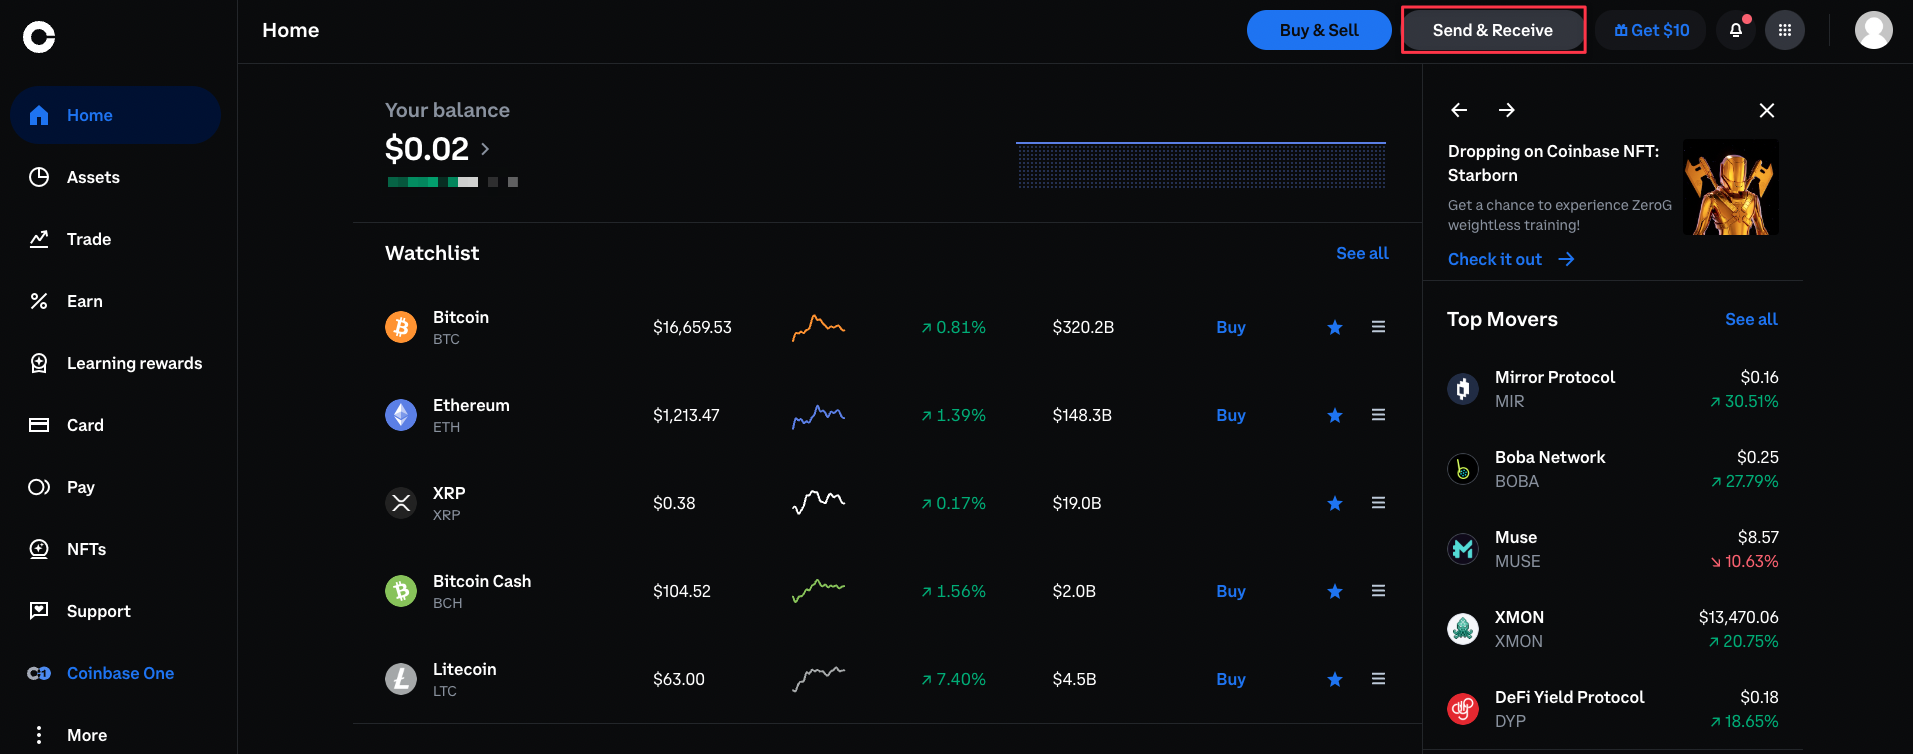 Home
Buy & Sell
Send & Receive
Get $10
Home
Assets
Trade
Earn
Learning rewards
Card
Pay
NFTs
Support
Coinbase One
More
Your balance
$0.02
Watchlist
See all
Bitcoin
BTC
$16,659.53
0.81%
$320.2B
Buy
Ethereum
ETH
$1,213.47
1.39%
$148.3B
Buy
XRP
XRP
$0.38
0.17%
$19.0B
Bitcoin Cash
BCH
$104.52
1.56%
$2.0B
Buy
Litecoin
LTC
$63.00
7.40%
$4.5B
Buy
Dropping on Coinbase NFT:
Starborn
Get a chance to experience ZeroG
weightless training!
Check it out
Top Movers
See all
Mirror Protocol
$0.16
MIR
30.51%
Boba Network
$0.25
BOBA
27.79%
Muse
$8.57
MUSE
10.63%
XMON
$13,470.06
XMON
20.75%
DeFi Yield Protocol
$0.18
DYP
18.65%